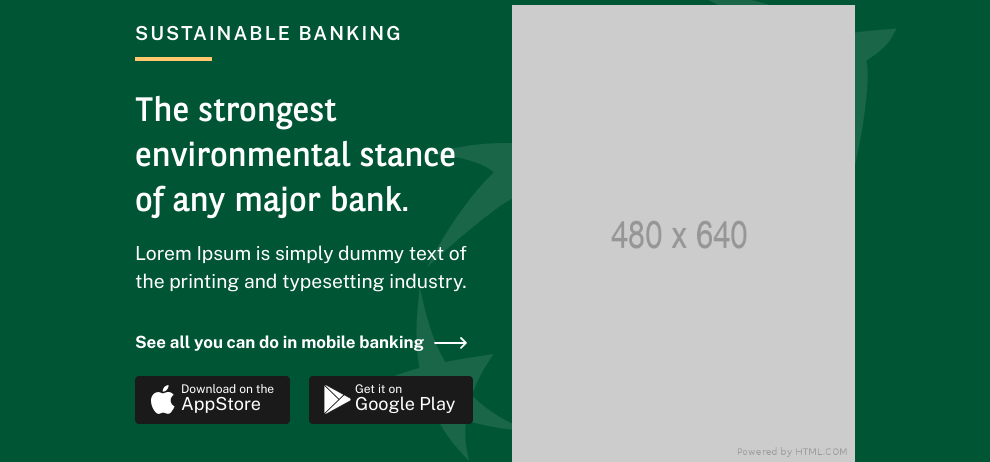 SUSTAINABLE BANKING
The strongest
environmental stance
of any major bank.
Lorem Ipsum is simply dummy text of
the printing and typesetting industry.
See all you can do in mobile banking
Download on the
AppStore
Get it on
Google Play
480 x 640
Powered by HTML.COM